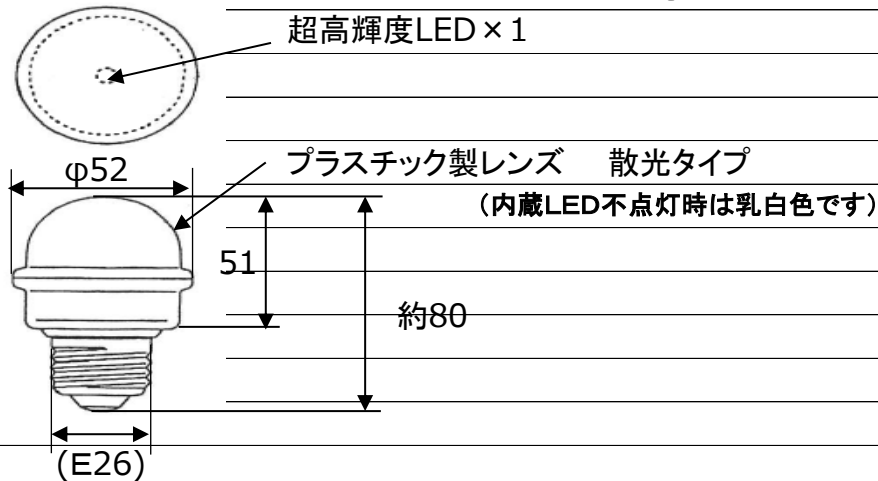 超高輝度LED×1
プラスチック製レンズ　散光タイプ
φ52
（内蔵LED不点灯時は乳白色です）
51
約80
(E26)